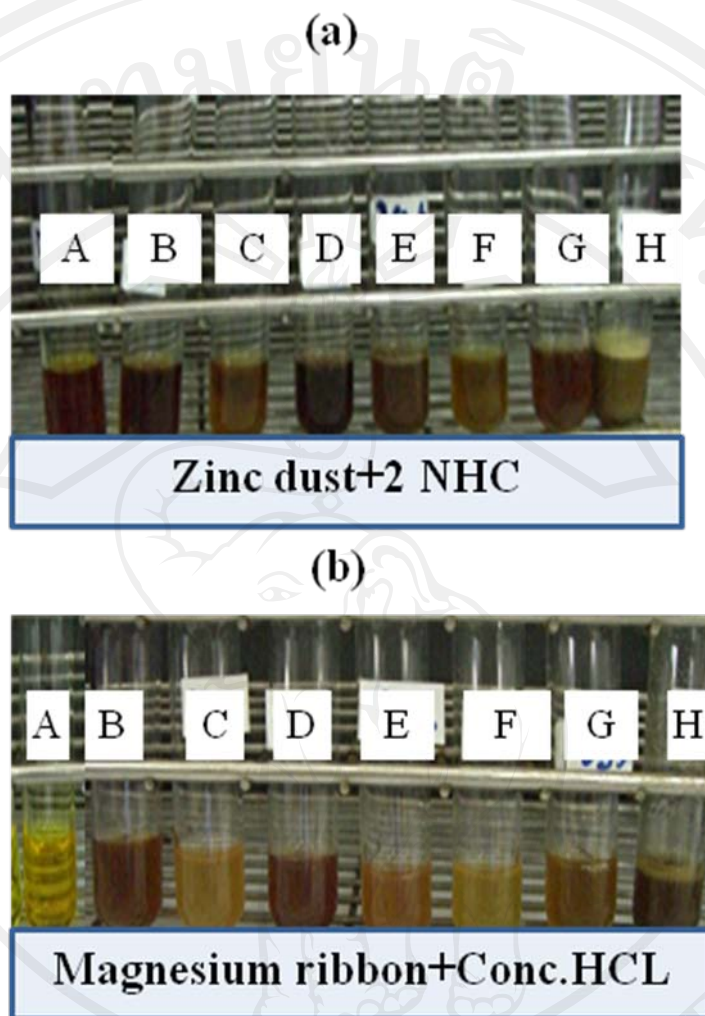 (a)
A B C D E F G H
Zinc dust+2 NHC
(b)
A B C D E F G H
Magnesium ribbon+Conc.HCL